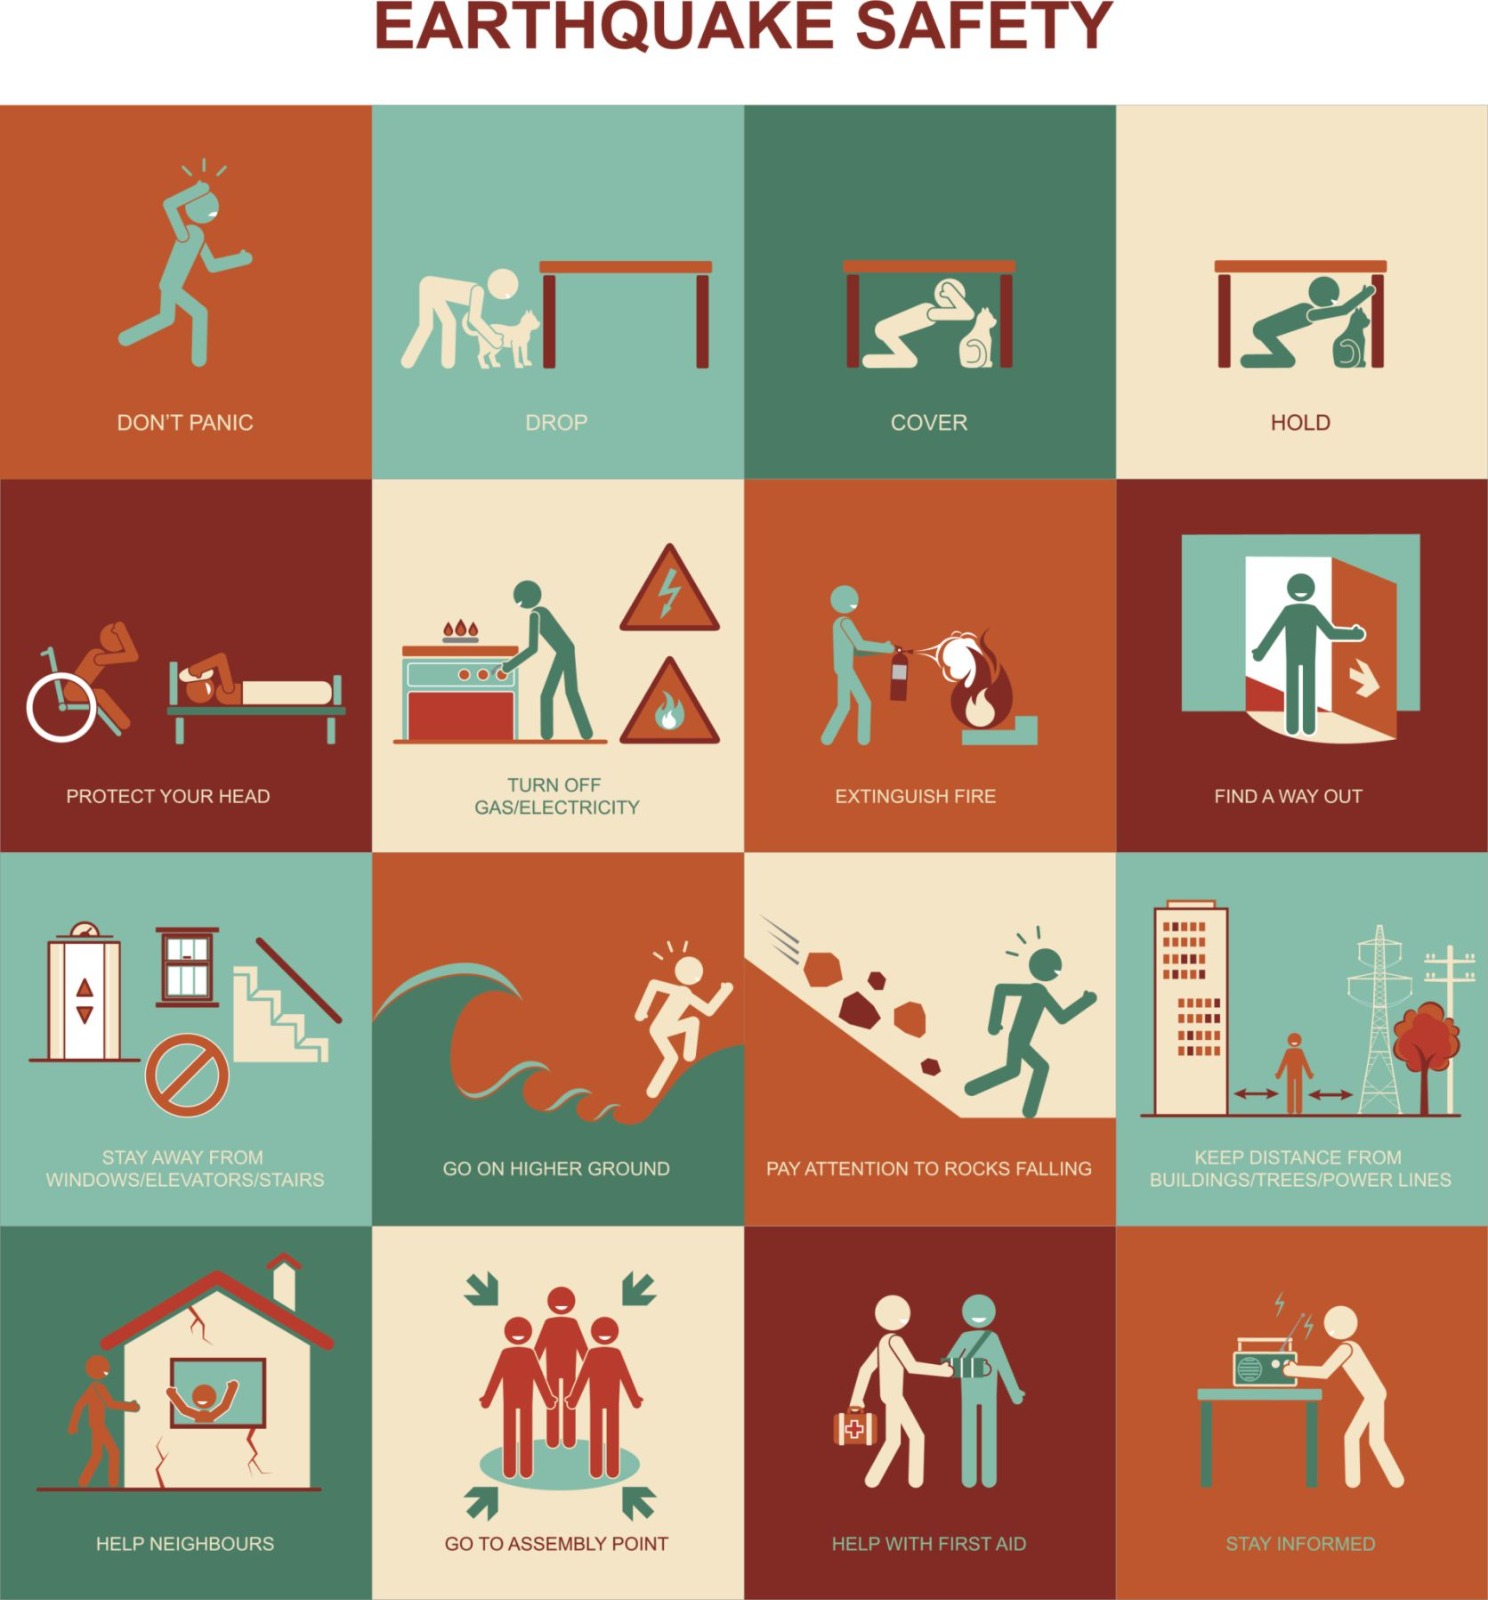 EARTHQUAKE SAFETY
DON'T PANIC
DROP
COVER
HOLD
PROTECT YOUR HEAD
TURN OFF
GAS/ELECTRICITY
EXTINGUISH FIRE
FIND A WAY OUT
STAY AWAY FROM
WINDOWS/ELEVATORS/STAIRS
GO ON HIGHER GROUND
PAY ATTENTION TO ROCKS FALLING
KEEP DISTANCE FROM
BUILDINGS/TREES/POWER LINES
HELP NEIGHBOURS
GO TO ASSEMBLY POINT
HELP WITH FIRST AID
STAY INFORMED